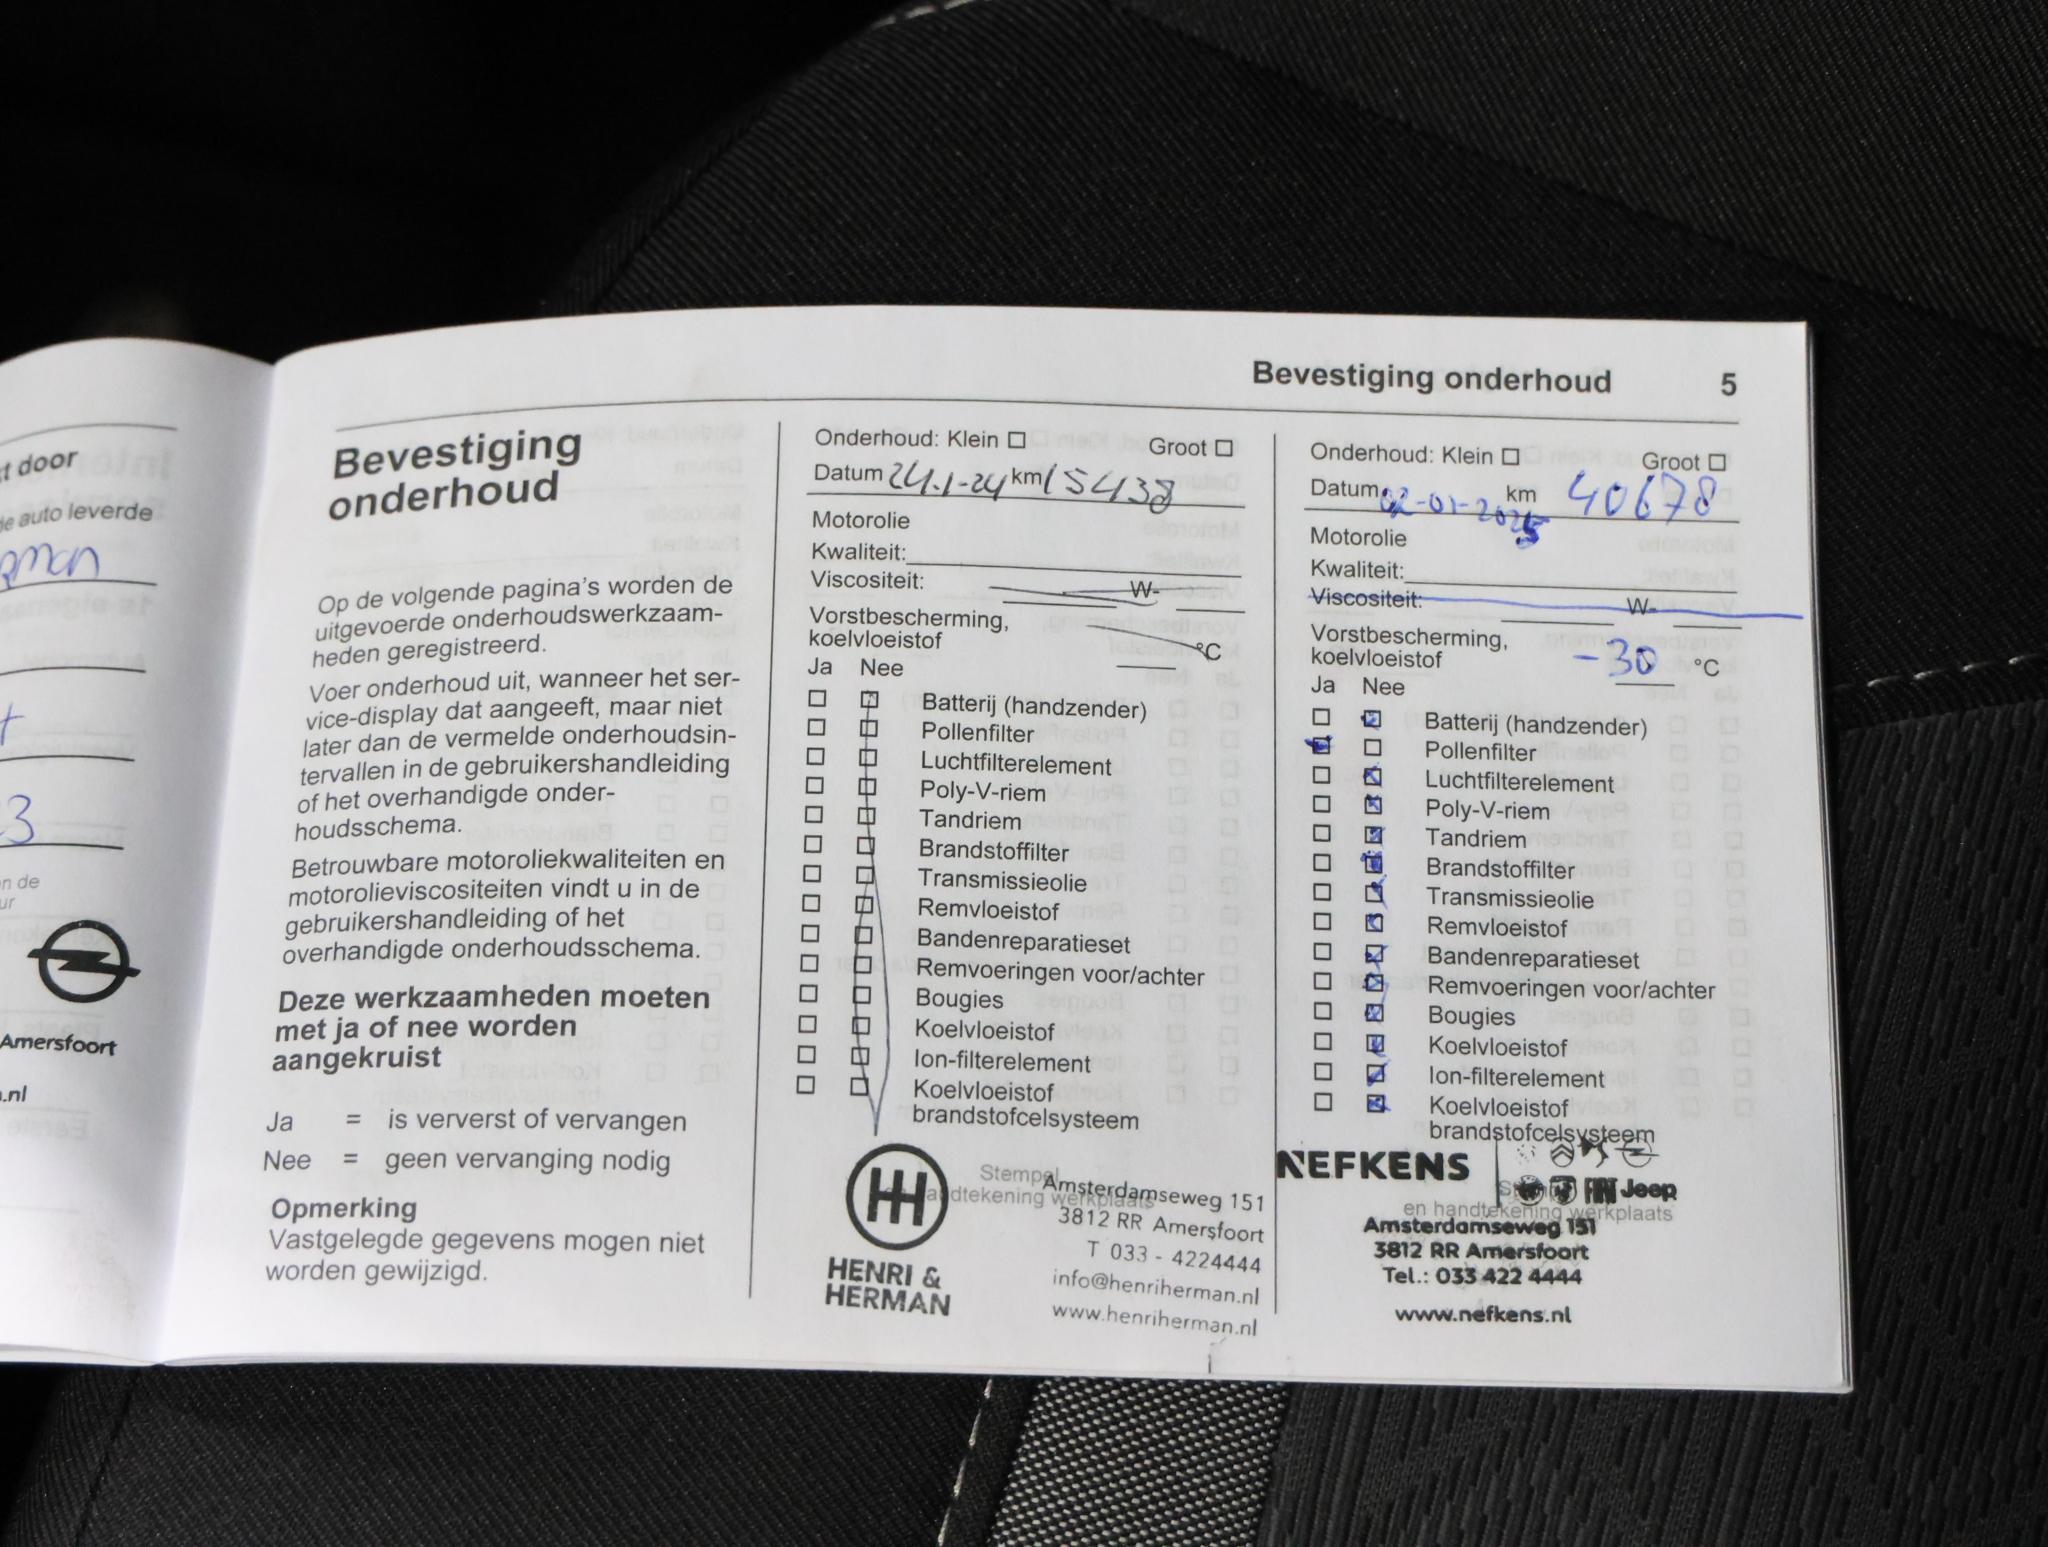 t door
de auto leverde
3
n de
ur
Amersfoort
.nl
Bevestiging onderhoud 5
Bevestiging
onderhoud
Op de volgende pagina's worden de
uitgevoerde onderhoudswerkzaam-
heden geregistreerd.
Voer onderhoud uit, wanneer het ser-
vice-display dat aangeeft, maar niet
later dan de vermelde onderhoudsin-
tervallen in de gebruikershandleiding
of het overhandigde onder-
houdsschema.
Betrouwbare motoroliekwaliteiten en
motorolieviscositeiten vindt u in de
gebruikershandleiding of het
overhandigde onderhoudsschema.
Deze werkzaamheden moeten
met ja of nee worden
aangekruist
Ja = is ververst of vervangen
Nee = geen vervanging nodig
Opmerking
Vastgelegde gegevens mogen niet
worden gewijzigd.
Onderhoud: Klein ☐ Groot ☐
Datum 24-1-24 km 15438
Motorolie
Kwaliteit:
Viscositeit: W-
Vorstbescherming,
koelvloeistof °C
Ja Nee
Batterij (handzender)
Pollenfilter
Luchtfilterelement
Poly-V-riem
Tandriem
Brandstoffilter
Transmissieolie
Remvloeistof
Bandenreparatieset
Remvoeringen voor/achter
Bougies
Koelvloeistof
Ion-filterelement
Koelvloeistof
brandstofcelsysteem
Stempel
en handtekening werkplaats
HENRI &
HERMAN
Amsterdamseweg 151
3812 RR Amersfoort
T 033 - 4224444
info@henriherman.nl
www.henriherman.nl
Onderhoud: Klein ☐ Groot ☐
Datum 02-01-2025 km 40678
Motorolie
Kwaliteit:
Viscositeit: W-
Vorstbescherming,
koelvloeistof -30 °C
Ja Nee
Batterij (handzender)
Pollenfilter
Luchtfilterelement
Poly-V-riem
Tandriem
Brandstoffilter
Transmissieolie
Remvloeistof
Bandenreparatieset
Remvoeringen voor/achter
Bougies
Koelvloeistof
Ion-filterelement
Koelvloeistof
brandstofcelsysteem
NEFKENS
FIAT Jeep
en handtekening werkplaats
Amsterdamseweg 151
3812 RR Amersfoort
Tel.: 033 422 4444
www.nefkens.nl